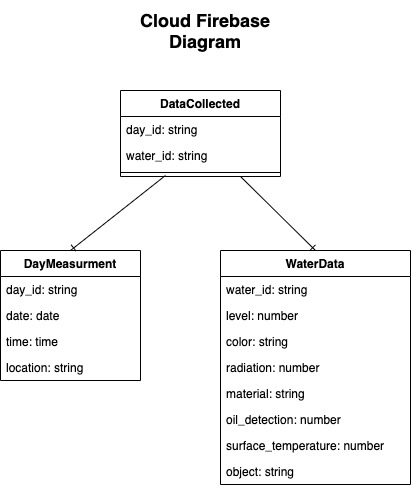 Cloud Firebase
Diagram
DataCollected
day_id: string
water_id: string
DayMeasurment
day_id: string
date: date
time: time
location: string
WaterData
water_id: string
level: number
color: string
radiation: number
material: string
oil_detection: number
surface_temperature: number
object: string